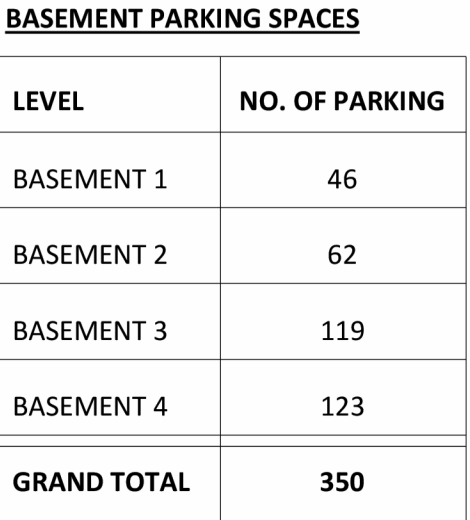 BASEMENT PARKING SPACES
LEVEL NO. OF PARKING
BASEMENT 1 46
BASEMENT 2 62
BASEMENT 3 119
BASEMENT 4 123
GRAND TOTAL 350